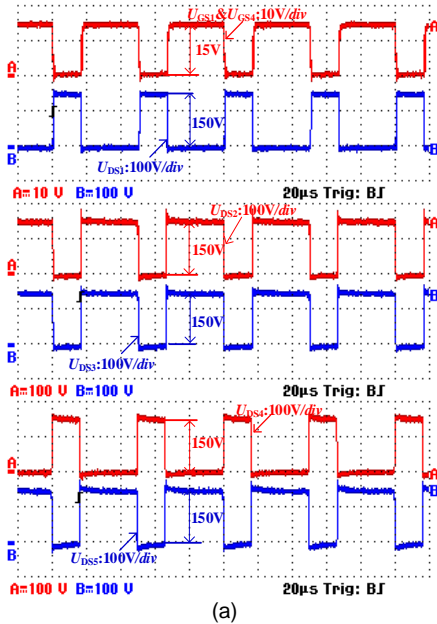 U_GS1&U_GS4:10V/div
A
15V
A
150V
B
B
U_DS1:100V/div
A=10 V B=100 V 20µs Trig: B∫
A
U_DS2:100V/div
150V
A
B
150V
B
U_DS3:100V/div
A=100 V B=100 V 20µs Trig: B∫
U_DS4:100V/div
150V
A
A
B
150V
B
U_DS5:100V/div
A=100 V B=100 V 20µs Trig: B∫
(a)